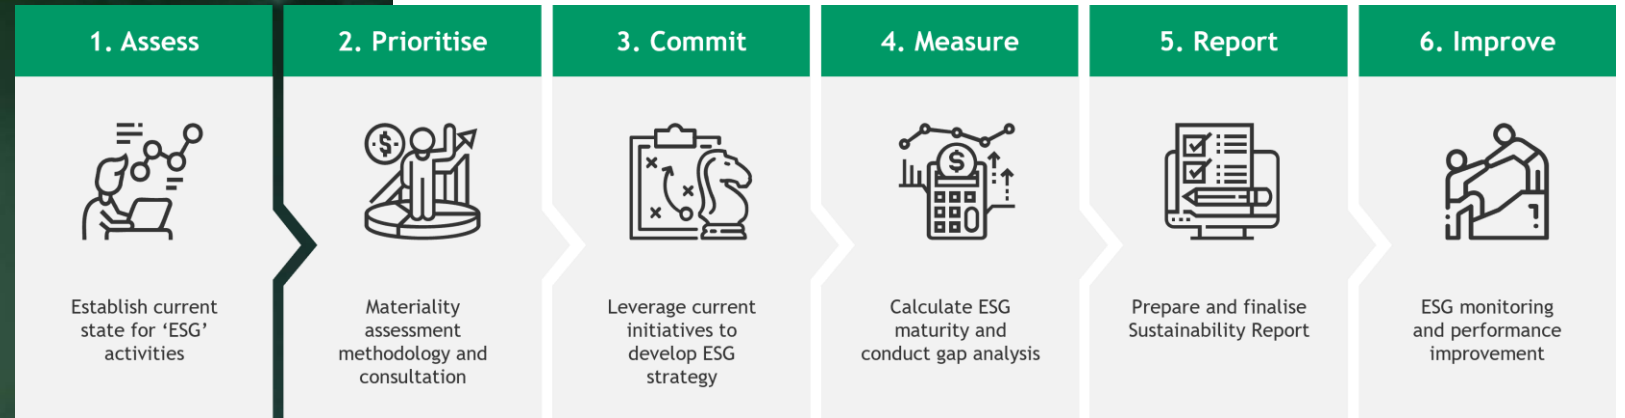 1. Assess
Establish current
state for ‘ESG’
activities
2. Prioritise
Materiality
assessment
methodology and
consultation
3. Commit
Leverage current
initiatives to
develop ESG
strategy
4. Measure
Calculate ESG
maturity and
conduct gap analysis
5. Report
Prepare and finalise
Sustainability Report
6. Improve
ESG monitoring
and performance
improvement